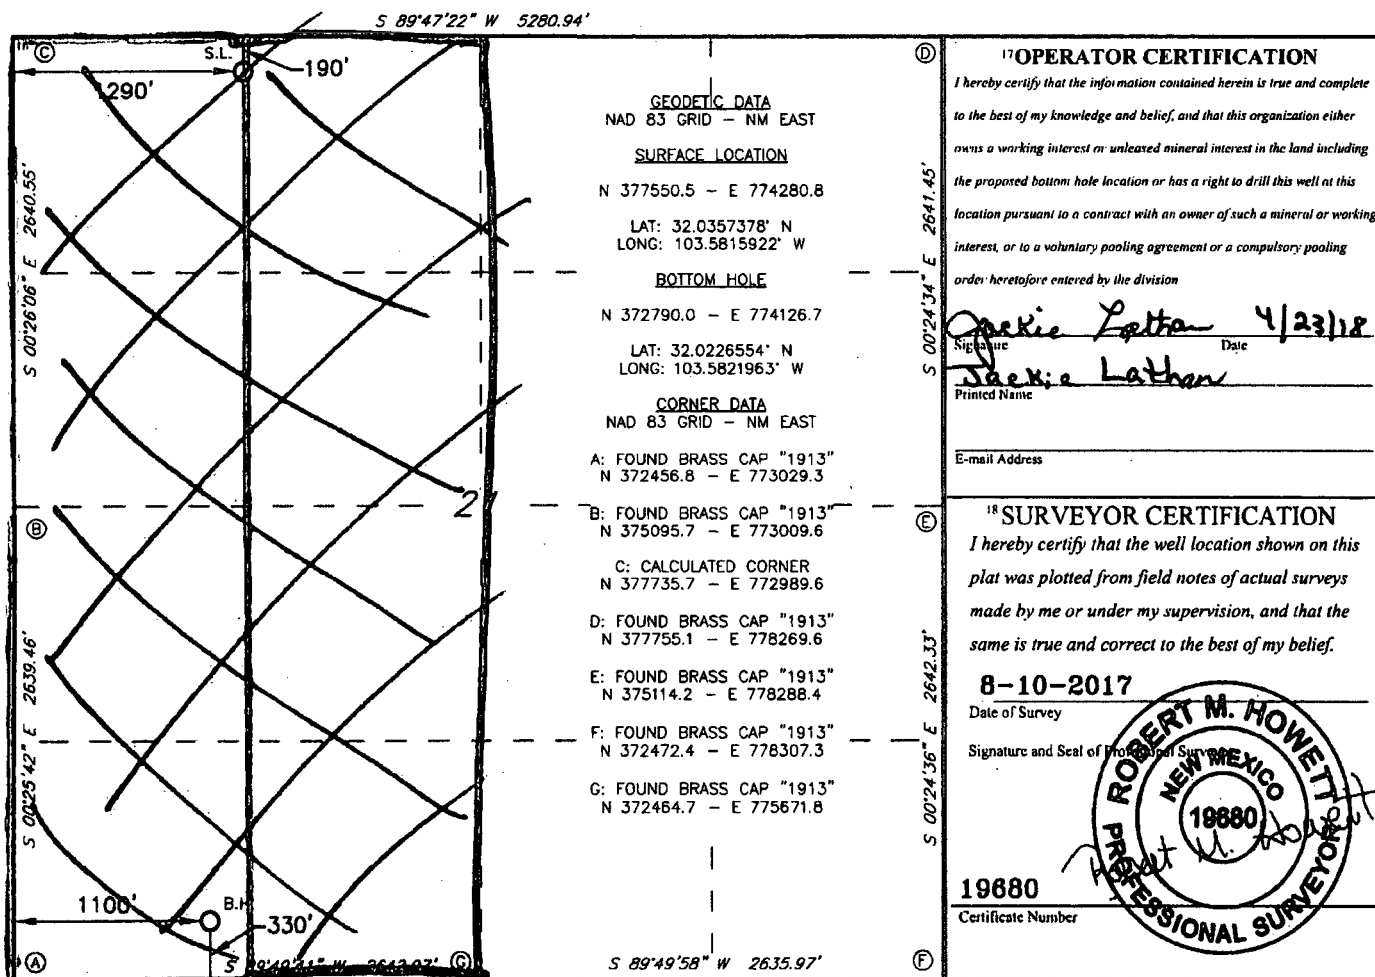 S 89°47'22" W 5280.94'
C
S.L.
190'
1290'
D
S 00°26'06" E 2640.55'
GEODETIC DATA
NAD 83 GRID - NM EAST
SURFACE LOCATION
N 377550.5 - E 774280.8
LAT: 32.0357378° N
LONG: 103.5815922° W
BOTTOM HOLE
N 372790.0 - E 774126.7
LAT: 32.0226554° N
LONG: 103.5821963° W
CORNER DATA
NAD 83 GRID - NM EAST
A: FOUND BRASS CAP "1913"
N 372456.8 - E 773029.3
B: FOUND BRASS CAP "1913"
N 375095.7 - E 773009.6
C: CALCULATED CORNER
N 377735.7 - E 772989.6
D: FOUND BRASS CAP "1913"
N 377755.1 - E 778269.6
E: FOUND BRASS CAP "1913"
N 375114.2 - E 778288.4
F: FOUND BRASS CAP "1913"
N 372472.4 - E 778307.3
G: FOUND BRASS CAP "1913"
N 372464.7 - E 775671.8
S 00°24'34" E 2641.45'
21
B
E
S 00°25'42" E 2639.46'
S 00°24'36" E 2642.33'
1100'
B.H.
330'
A
G
S 89°49'58" W 2635.97'
F
17 OPERATOR CERTIFICATION
I hereby certify that the information contained herein is true and complete
to the best of my knowledge and belief, and that this organization either
owns a working interest or unleased mineral interest in the land including
the proposed bottom hole location or has a right to drill this well at this
location pursuant to a contract with an owner of such a mineral or working
interest, or to a voluntary pooling agreement or a compulsory pooling
order heretofore entered by the division
Jackie Lathan 4/23/18
Signature Date
Jackie Lathan
Printed Name
E-mail Address
18 SURVEYOR CERTIFICATION
I hereby certify that the well location shown on this
plat was plotted from field notes of actual surveys
made by me or under my supervision, and that the
same is true and correct to the best of my belief.
8-10-2017
Date of Survey
Signature and Seal of Professional Surveyor
ROBERT M. HOWETT
NEW MEXICO
19680
PROFESSIONAL SURVEYOR
Robert M. Howett
19680
Certificate Number